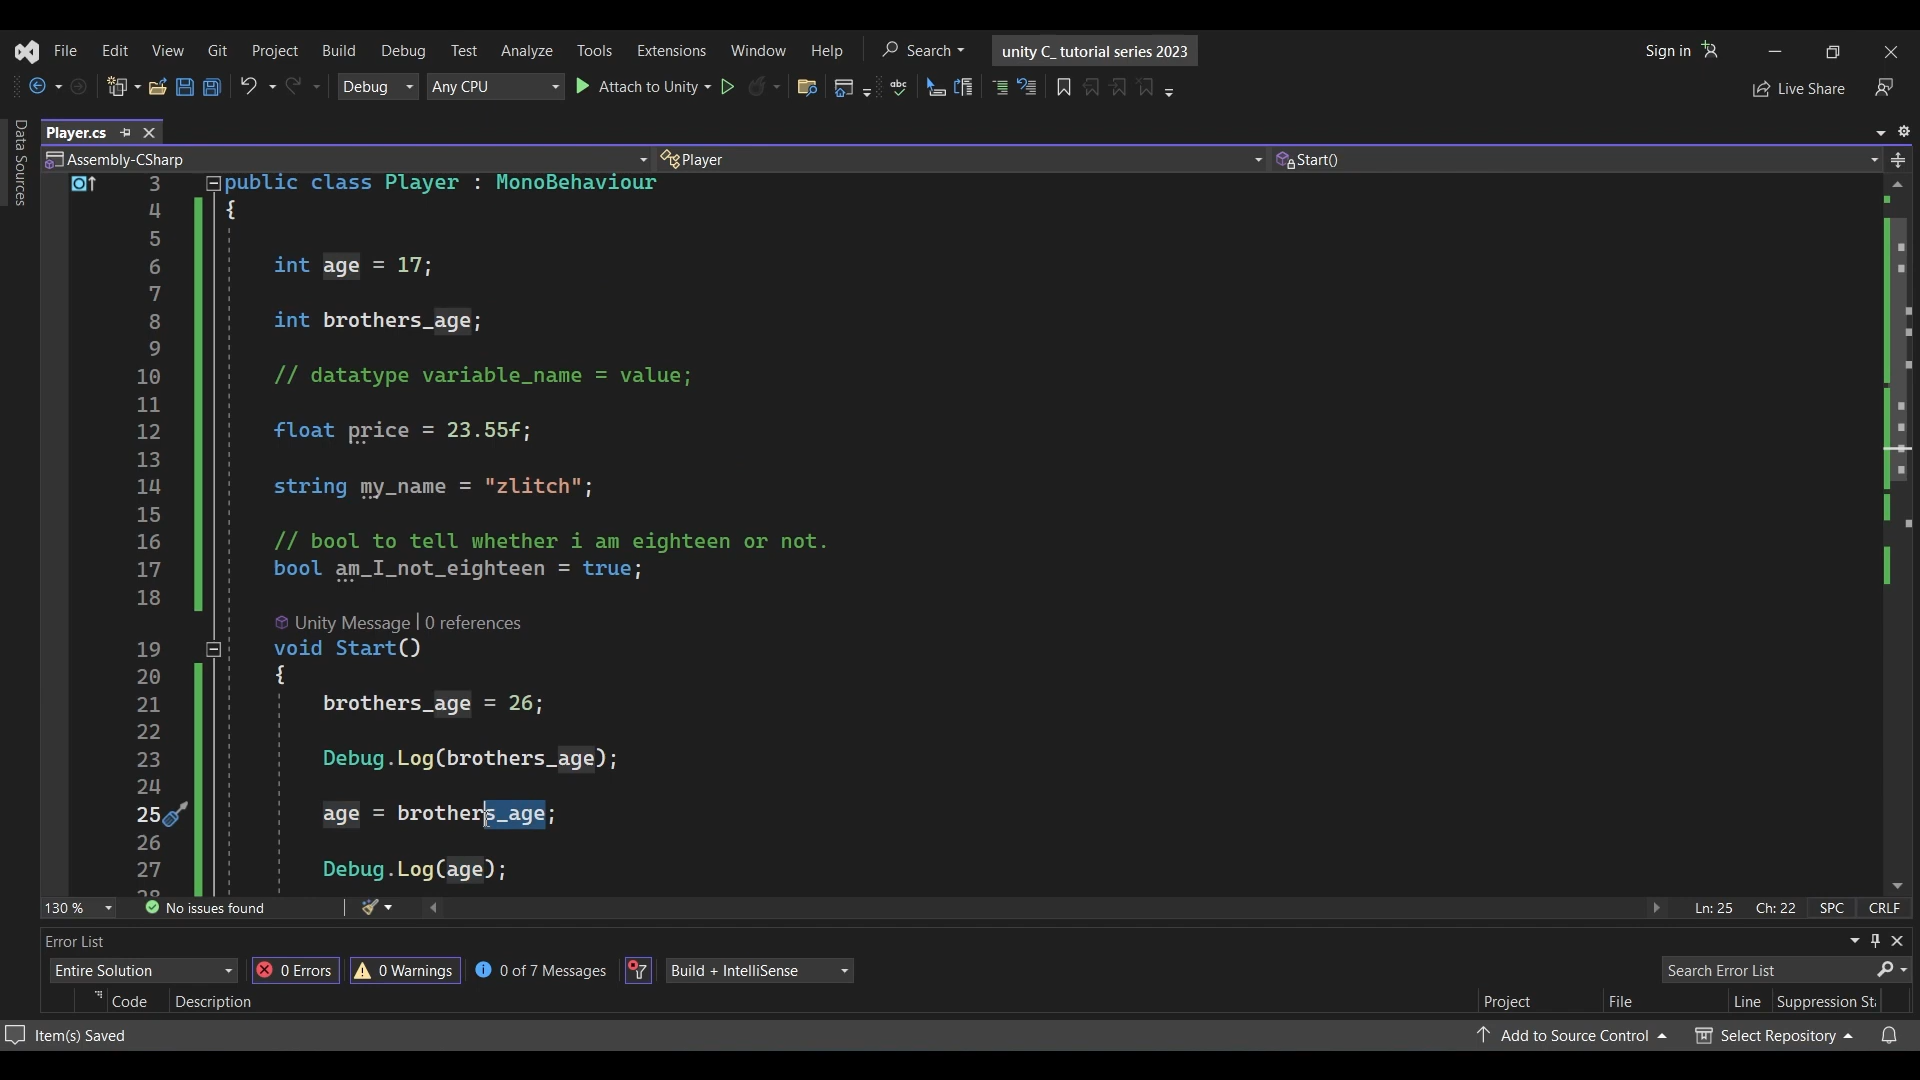 File Edit View Git Project Build Debug Test Analyze Tools Extensions Window Help Search unity C_ tutorial series 2023 Sign in
Debug Any CPU Attach to Unity abc Live Share
Data Sources
Player.cs
Assembly-CSharp Player Start()
3 public class Player : MonoBehaviour
4 {
5
6 int age = 17;
7
8 int brothers_age;
9
10 // datatype variable_name = value;
11
12 float price = 23.55f;
13
14 string my_name = "zlitch";
15
16 // bool to tell whether i am eighteen or not.
17 bool am_I_not_eighteen = true;
18
Unity Message | 0 references
19 void Start()
20 {
21 brothers_age = 26;
22
23 Debug.Log(brothers_age);
24
25 age = brothers_age;
26
27 Debug.Log(age);
28
130 % No issues found Ln: 25 Ch: 22 SPC CRLF
Error List
Entire Solution 0 Errors 0 Warnings 0 of 7 Messages Build + IntelliSense Search Error List
Code Description Project File Line Suppression
Item(s) Saved Add to Source Control Select Repository